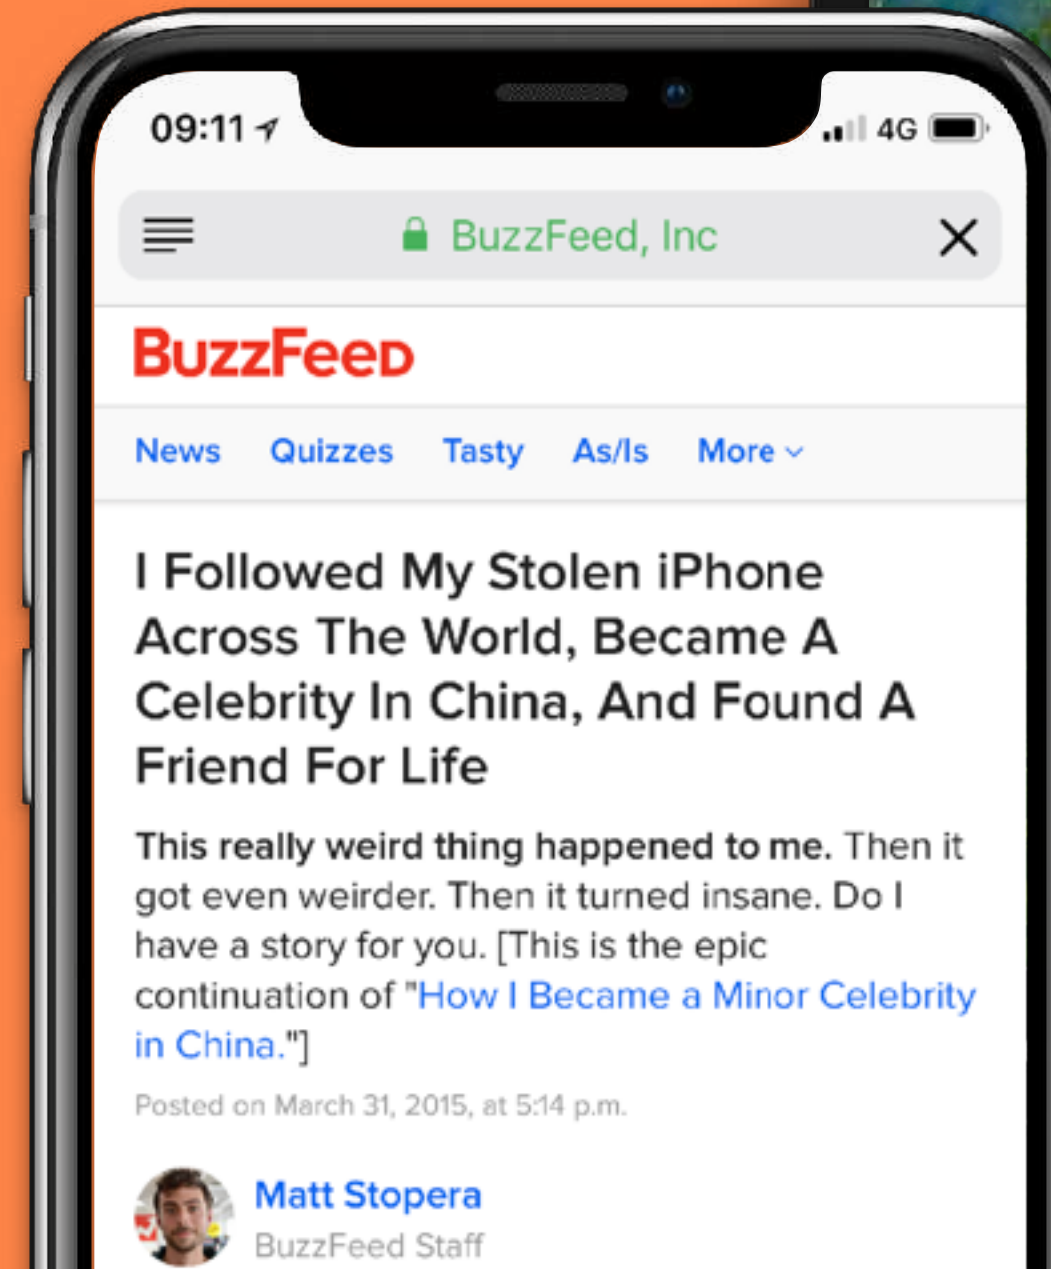 09:11 4G
BuzzFeed, Inc
BuzzFeed
News Quizzes Tasty As/Is More
I Followed My Stolen iPhone
Across The World, Became A
Celebrity In China, And Found A
Friend For Life
This really weird thing happened to me. Then it
got even weirder. Then it turned insane. Do I
have a story for you. [This is the epic
continuation of "How I Became a Minor Celebrity
in China."]
Posted on March 31, 2015, at 5:14 p.m.
Matt Stopera
BuzzFeed Staff